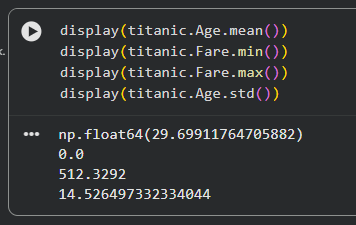 display(titanic.Age.mean())
display(titanic.Fare.min())
display(titanic.Fare.max())
display(titanic.Age.std())
np.float64(29.69911764705882)
0.0
512.3292
14.526497332334044